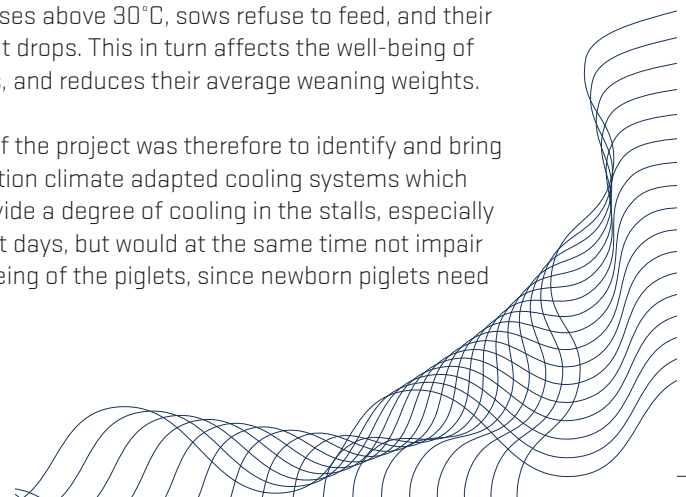 ses above 30°C, sows refuse to feed, and their
t drops. This in turn affects the well-being of
s, and reduces their average weaning weights.
f the project was therefore to identify and bring
tion climate adapted cooling systems which
vide a degree of cooling in the stalls, especially
t days, but would at the same time not impair
eing of the piglets, since newborn piglets need